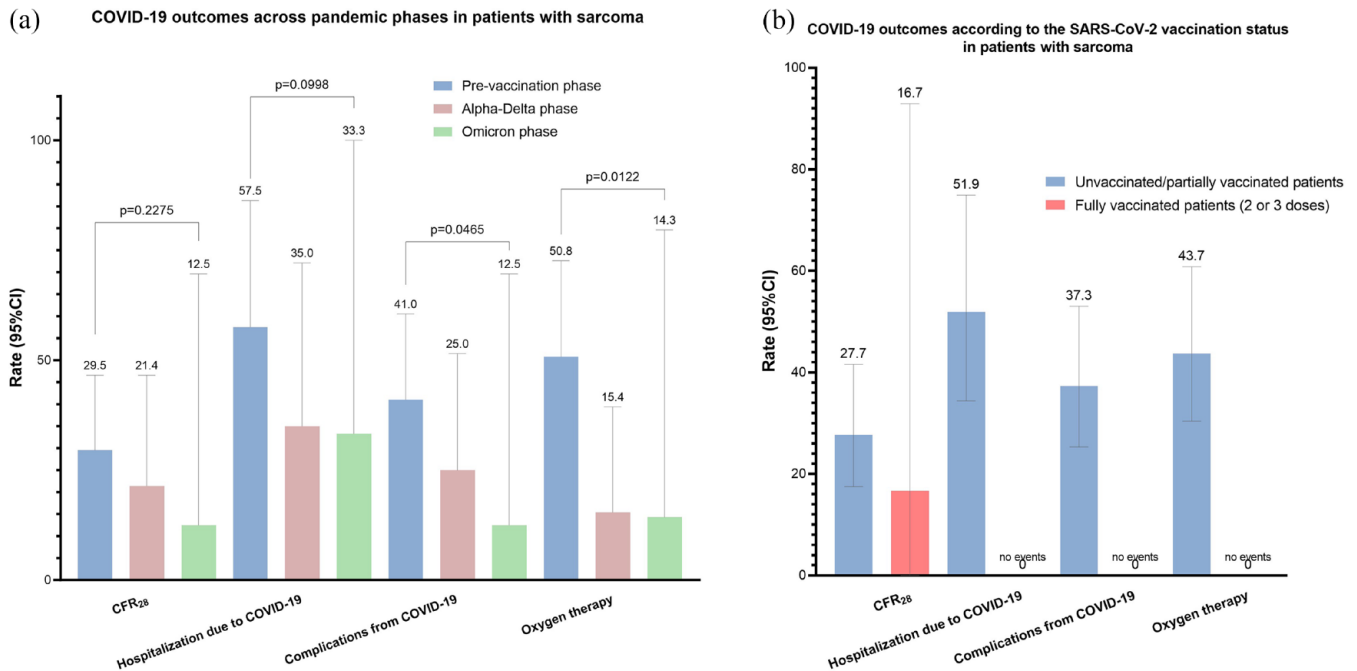 (a)
COVID-19 outcomes across pandemic phases in patients with sarcoma
Pre-vaccination phase
Alpha-Delta phase
Omicron phase
Rate (95%CI)
100
50
0
p=0.2275
p=0.0998
p=0.0465
p=0.0122
29.5
21.4
12.5
57.5
35.0
33.3
41.0
25.0
12.5
50.8
15.4
14.3
CFR28
Hospitalization due to COVID-19
Complications from COVID-19
Oxygen therapy
(b)
COVID-19 outcomes according to the SARS-CoV-2 vaccination status
in patients with sarcoma
Unvaccinated/partially vaccinated patients
Fully vaccinated patients (2 or 3 doses)
Rate (95%CI)
100
80
60
40
20
0
27.7
16.7
51.9
no events
0
37.3
no events
0
43.7
no events
0
CFR28
Hospitalization due to COVID-19
Complications from COVID-19
Oxygen therapy